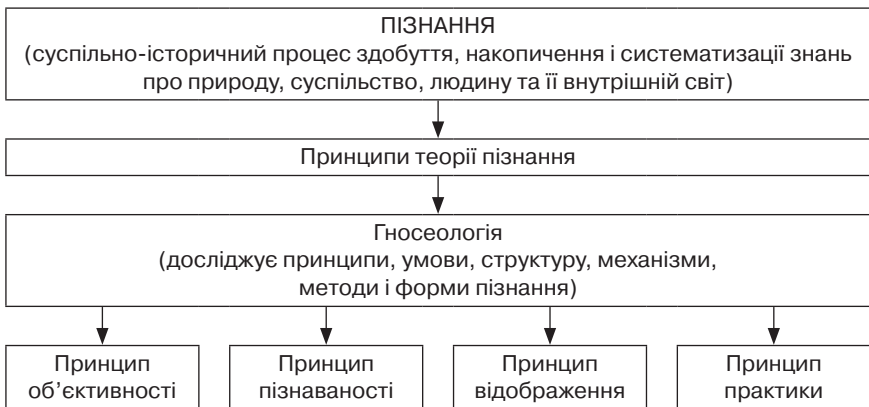 ПІЗНАННЯ
(суспільно-історичний процес здобуття, накопичення і систематизації знань
про природу, суспільство, людину та її внутрішній світ)
Принципи теорії пізнання
Гносеологія
(досліджує принципи, умови, структуру, механізми,
методи і форми пізнання)
Принцип
об’єктивності
Принцип
пізнаваності
Принцип
відображення
Принцип
практики